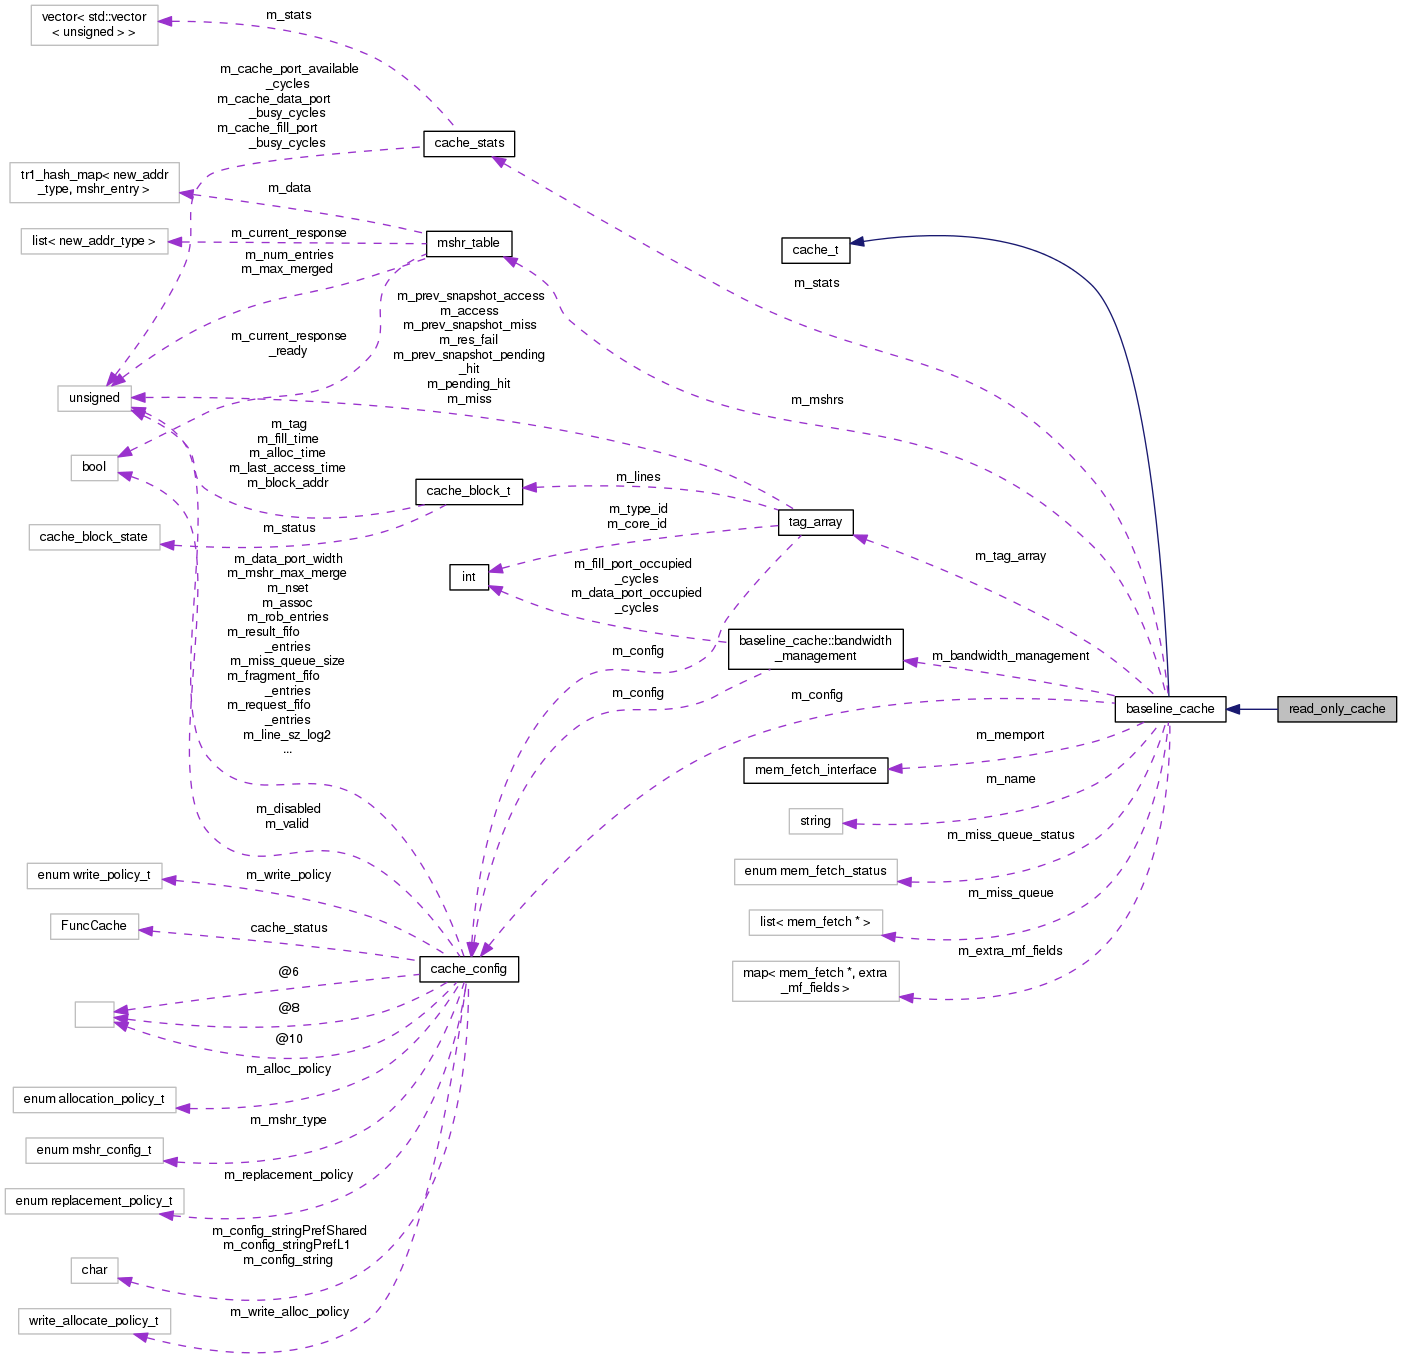 vector< std::vector
< unsigned > >
m_stats
m_cache_port_available
_cycles
m_cache_data_port
_busy_cycles
m_cache_fill_port
_busy_cycles
cache_stats
tr1_hash_map< new_addr
_type, mshr_entry >
m_data
list< new_addr_type >
m_current_response
mshr_table
cache_t
m_num_entries
m_max_merged
m_stats
m_prev_snapshot_access
m_access
m_prev_snapshot_miss
m_res_fail
m_prev_snapshot_pending
_hit
m_pending_hit
m_miss
m_current_response
_ready
unsigned
m_mshrs
m_tag
m_fill_time
m_alloc_time
m_last_access_time
m_block_addr
bool
cache_block_t
m_lines
m_type_id
m_core_id
tag_array
m_status
cache_block_state
m_tag_array
int
m_fill_port_occupied
_cycles
m_data_port_occupied
_cycles
m_data_port_width
m_mshr_max_merge
m_nset
m_assoc
m_rob_entries
m_result_fifo
_entries
m_miss_queue_size
m_fragment_fifo
_entries
m_request_fifo
_entries
m_line_sz_log2
...
baseline_cache::bandwidth
_management
m_bandwidth_management
m_config
m_config
m_config
baseline_cache
read_only_cache
m_memport
mem_fetch_interface
m_name
string
m_disabled
m_valid
m_miss_queue_status
enum mem_fetch_status
enum write_policy_t
m_write_policy
m_miss_queue
list< mem_fetch * >
FuncCache
cache_status
m_extra_mf_fields
map< mem_fetch *, extra
_mf_fields >
cache_config
@6
@8
@10
m_alloc_policy
enum allocation_policy_t
m_mshr_type
enum mshr_config_t
m_replacement_policy
enum replacement_policy_t
m_config_stringPrefShared
m_config_stringPrefL1
m_config_string
char
m_write_alloc_policy
write_allocate_policy_t